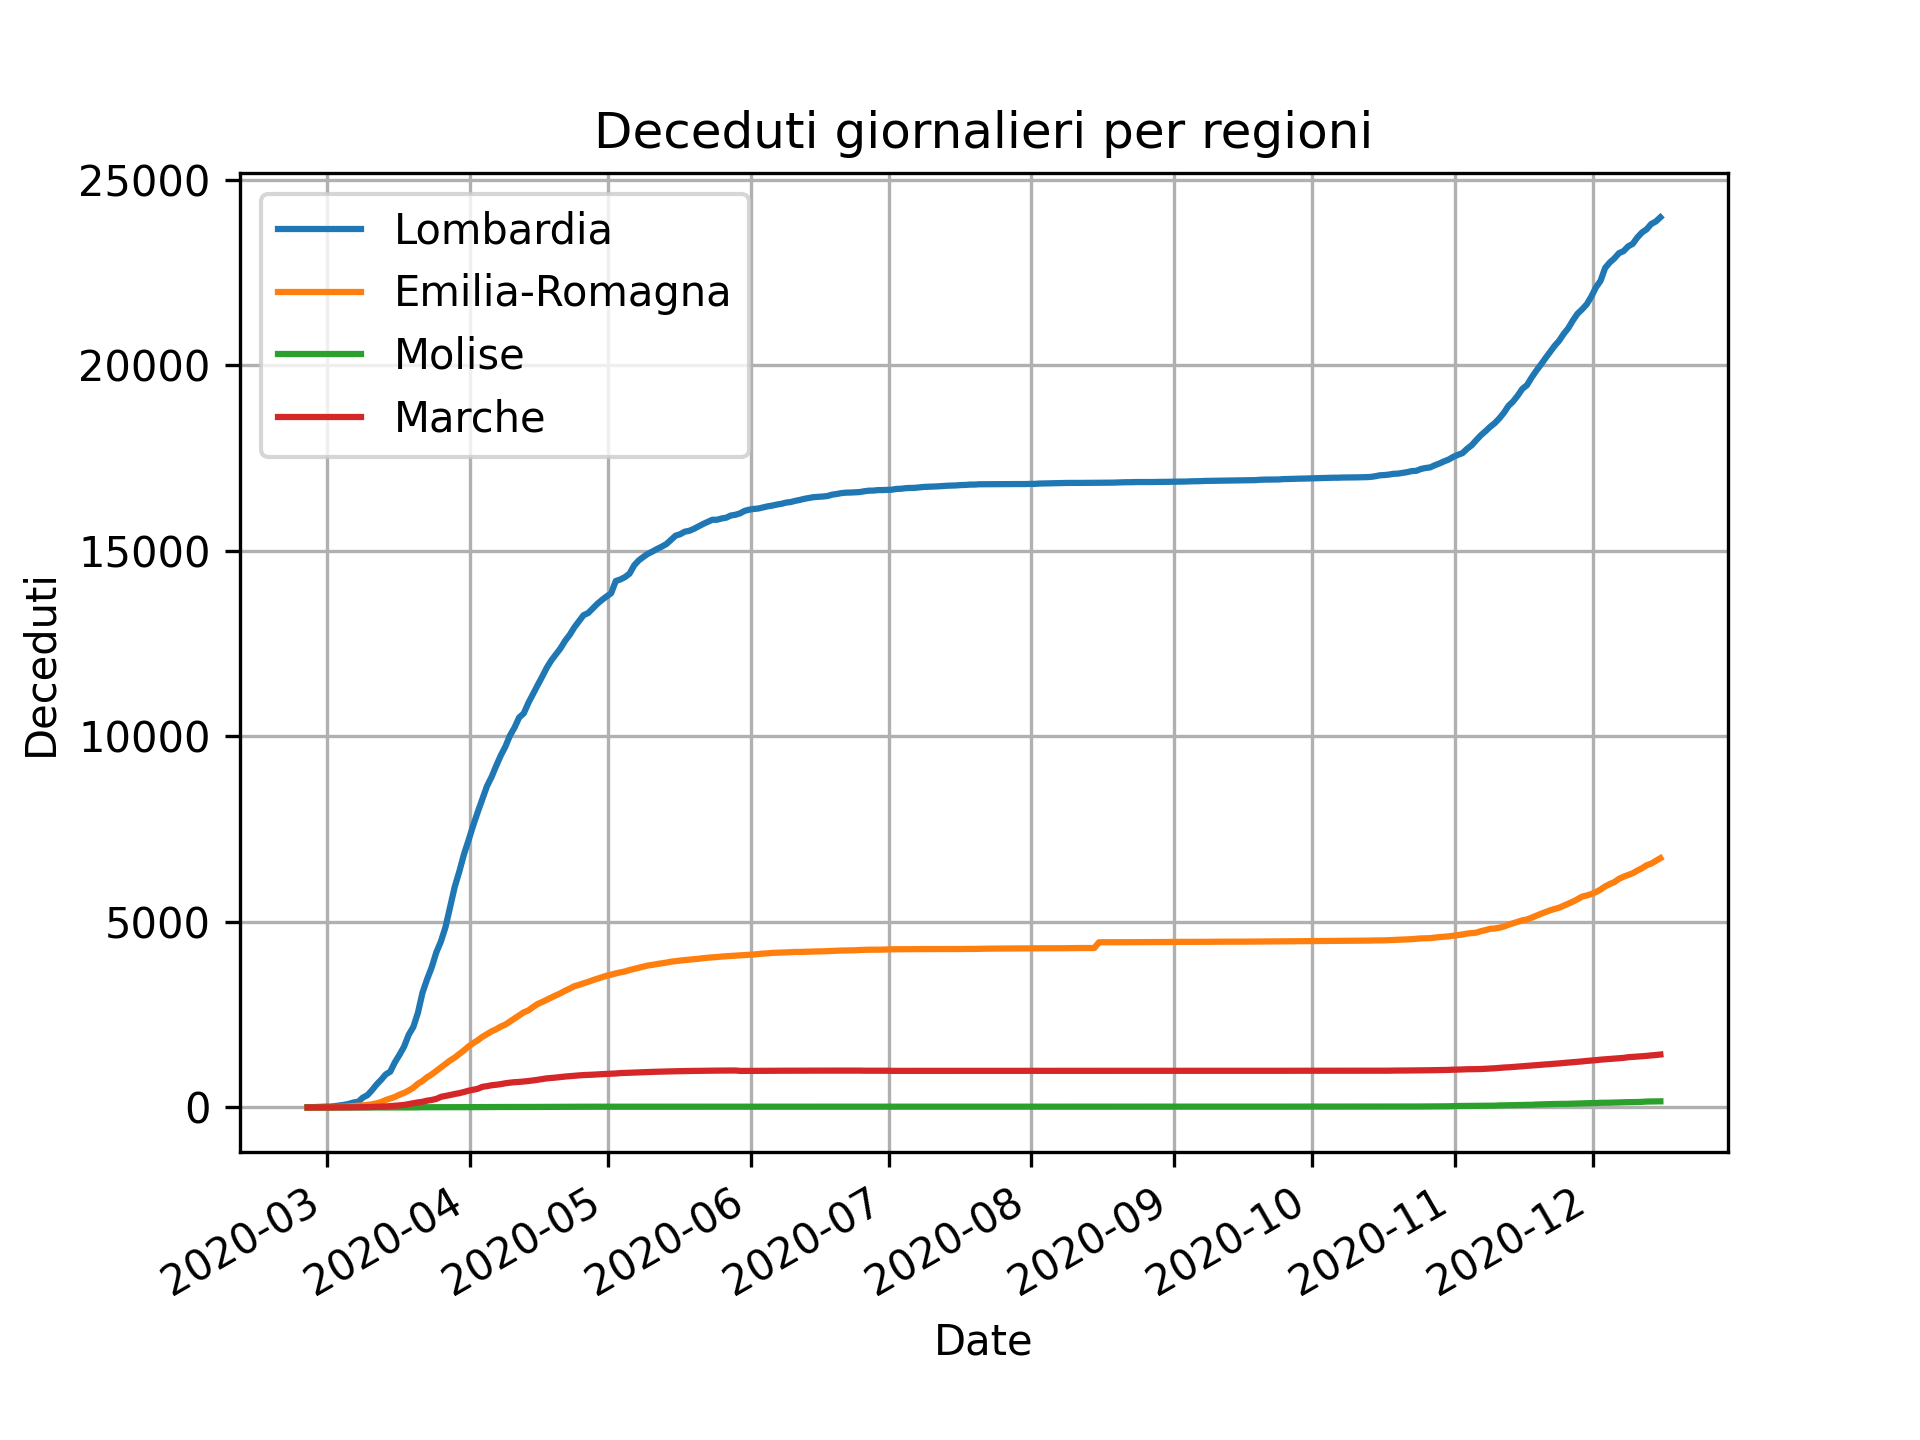 Deceduti giornalieri per regioni
25000
20000
15000
10000
5000
0
Deceduti
Lombardia
Emilia-Romagna
Molise
Marche
2020-03
2020-04
2020-05
2020-06
2020-07
2020-08
2020-09
2020-10
2020-11
2020-12
Date